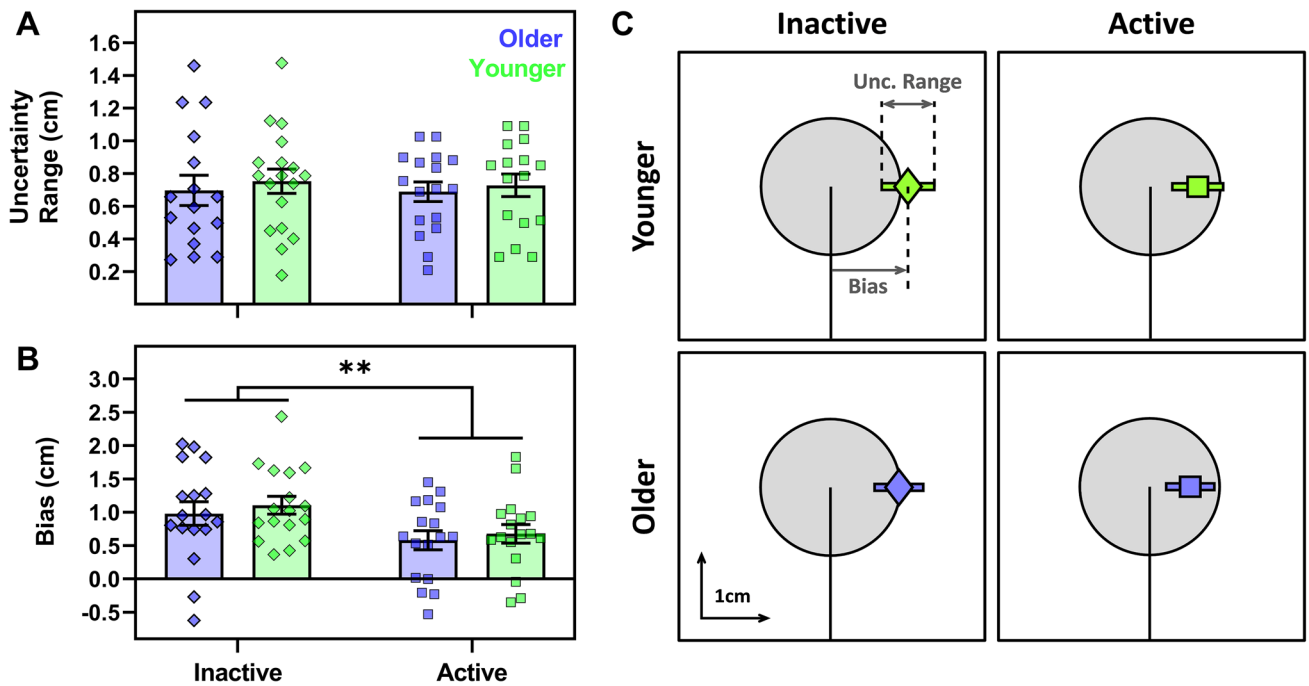 A
Older
Younger
Uncertainty
Range (cm)
1.6
1.4
1.2
1.0
0.8
0.6
0.4
0.2
B
**
Bias (cm)
3.0
2.5
2.0
1.5
1.0
0.5
0.0
-0.5
Inactive
Active
C
Inactive
Active
Younger
Unc. Range
Bias
Older
1cm